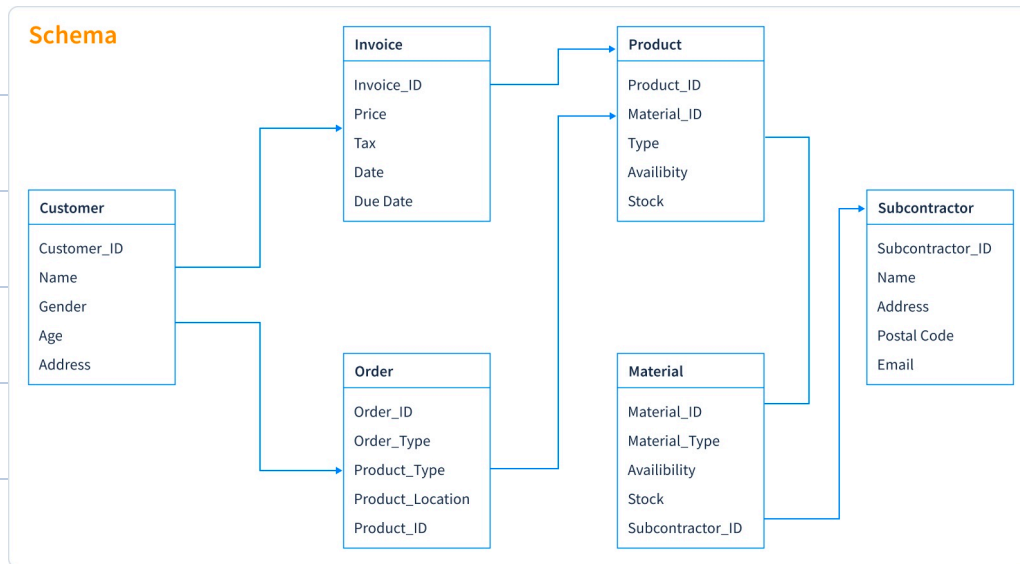 Schema
Customer
Customer_ID
Name
Gender
Age
Address
Invoice
Invoice_ID
Price
Tax
Date
Due Date
Order
Order_ID
Order_Type
Product_Type
Product_Location
Product_ID
Product
Product_ID
Material_ID
Type
Availibity
Stock
Material
Material_ID
Material_Type
Availibility
Stock
Subcontractor_ID
Subcontractor
Subcontractor_ID
Name
Address
Postal Code
Email